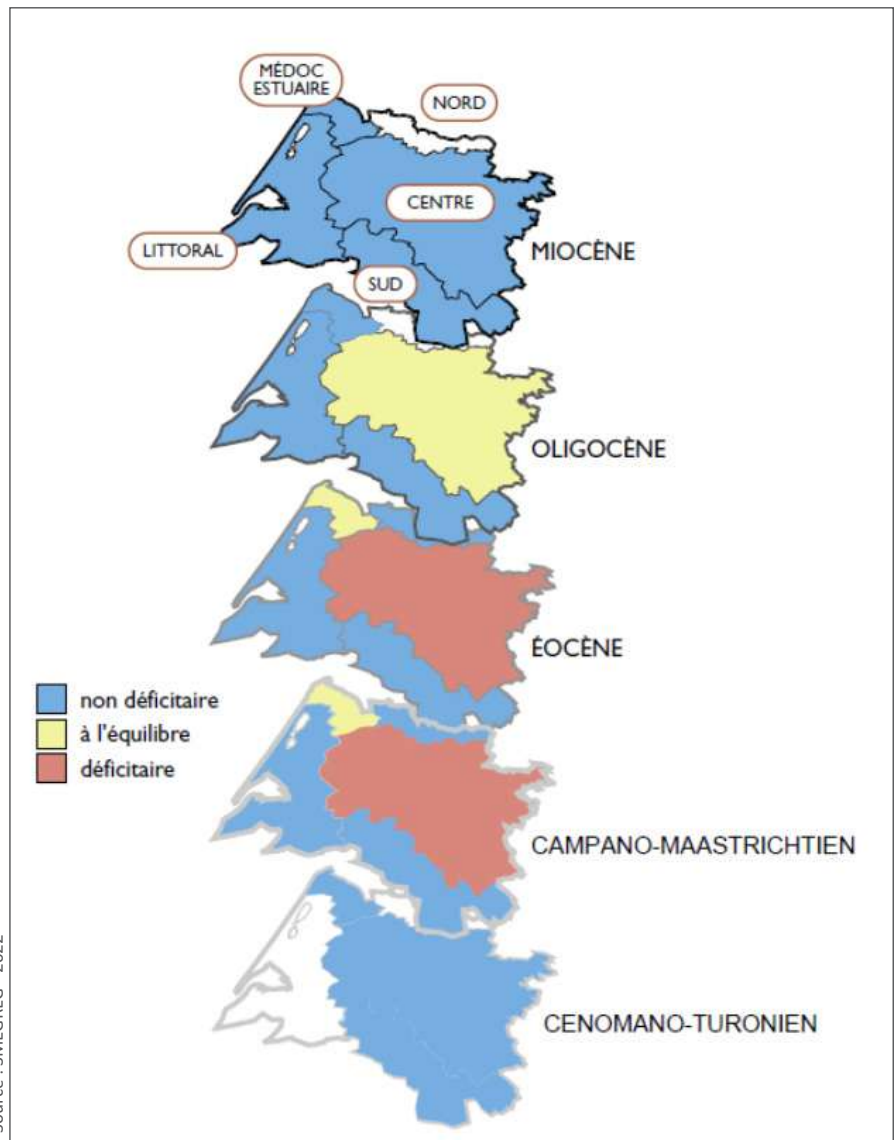 MÉDOC
ESTUAIRE
NORD
CENTRE
LITTORAL
MIOCÈNE
SUD
OLIGOCÈNE
ÉOCÈNE
non déficitaire
à l'équilibre
déficitaire
CAMPANO-MAASTRICHTIEN
CENOMANO-TURONIEN